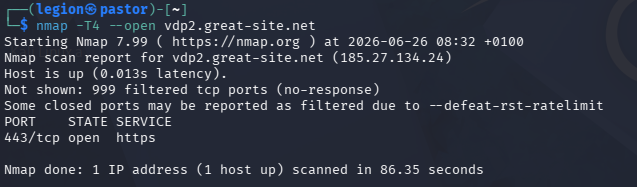 ┌──(legion㉿pastor)-[~]
└─$ nmap -T4 --open vdp2.great-site.net
Starting Nmap 7.99 ( https://nmap.org ) at 2026-06-26 08:32 +0100
Nmap scan report for vdp2.great-site.net (185.27.134.24)
Host is up (0.013s latency).
Not shown: 999 filtered tcp ports (no-response)
Some closed ports may be reported as filtered due to --defeat-rst-ratelimit
PORT    STATE SERVICE
443/tcp open  https
Nmap done: 1 IP address (1 host up) scanned in 86.35 seconds